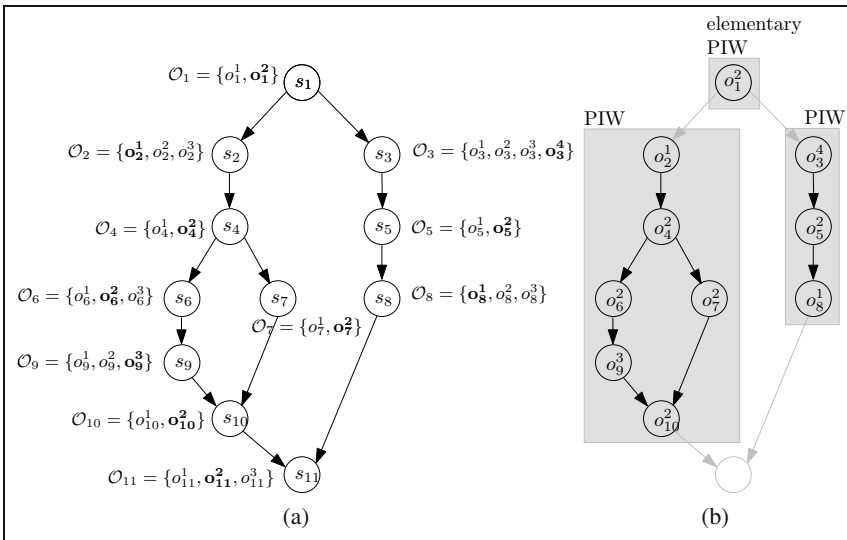 elementary
PIW
𝒪₁ = {o₁¹, **o₁²**}
s₁
o₁²
PIW
PIW
𝒪₂ = {**o₂¹**, o₂², o₂³}
s₂
s₃
𝒪₃ = {o₃¹, o₃², o₃³, **o₃⁴**}
o₂¹
o₃⁴
𝒪₄ = {o₄¹, **o₄²**}
s₄
s₅
𝒪₅ = {o₅¹, **o₅²**}
o₄²
o₅²
𝒪₆ = {o₆¹, **o₆²**, o₆³}
s₆
s₇
s₈
𝒪₈ = {**o₈¹**, o₈², o₈³}
o₆²
o₇²
o₈¹
𝒪₇ = {o₇¹, **o₇²**}
𝒪₉ = {o₉¹, o₉², **o₉³**}
s₉
o₉³
𝒪₁₀ = {o₁₀¹, **o₁₀²**}
s₁₀
o₁₀²
𝒪₁₁ = {o₁₁¹, **o₁₁²**, o₁₁³}
s₁₁
(a)
(b)